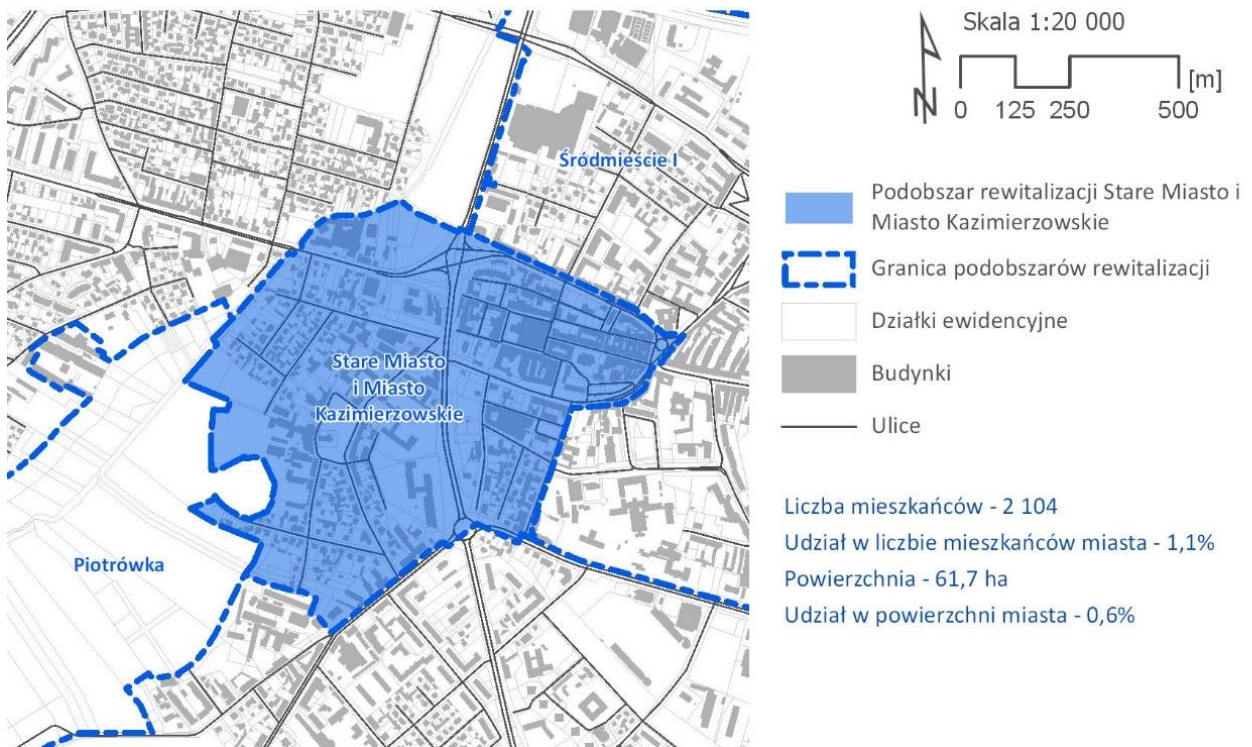 Skala 1:20 000
[m]
0 125 250 500
N
Śródmieście I
Stare Miasto
i Miasto
Kazimierzowskie
Piotrówka
Podobszar rewitalizacji Stare Miasto i
Miasto Kazimierzowskie
Granica podobszarów rewitalizacji
Działki ewidencyjne
Budynki
Ulice
Liczba mieszkańców - 2 104
Udział w liczbie mieszkańców miasta - 1,1%
Powierzchnia - 61,7 ha
Udział w powierzchni miasta - 0,6%